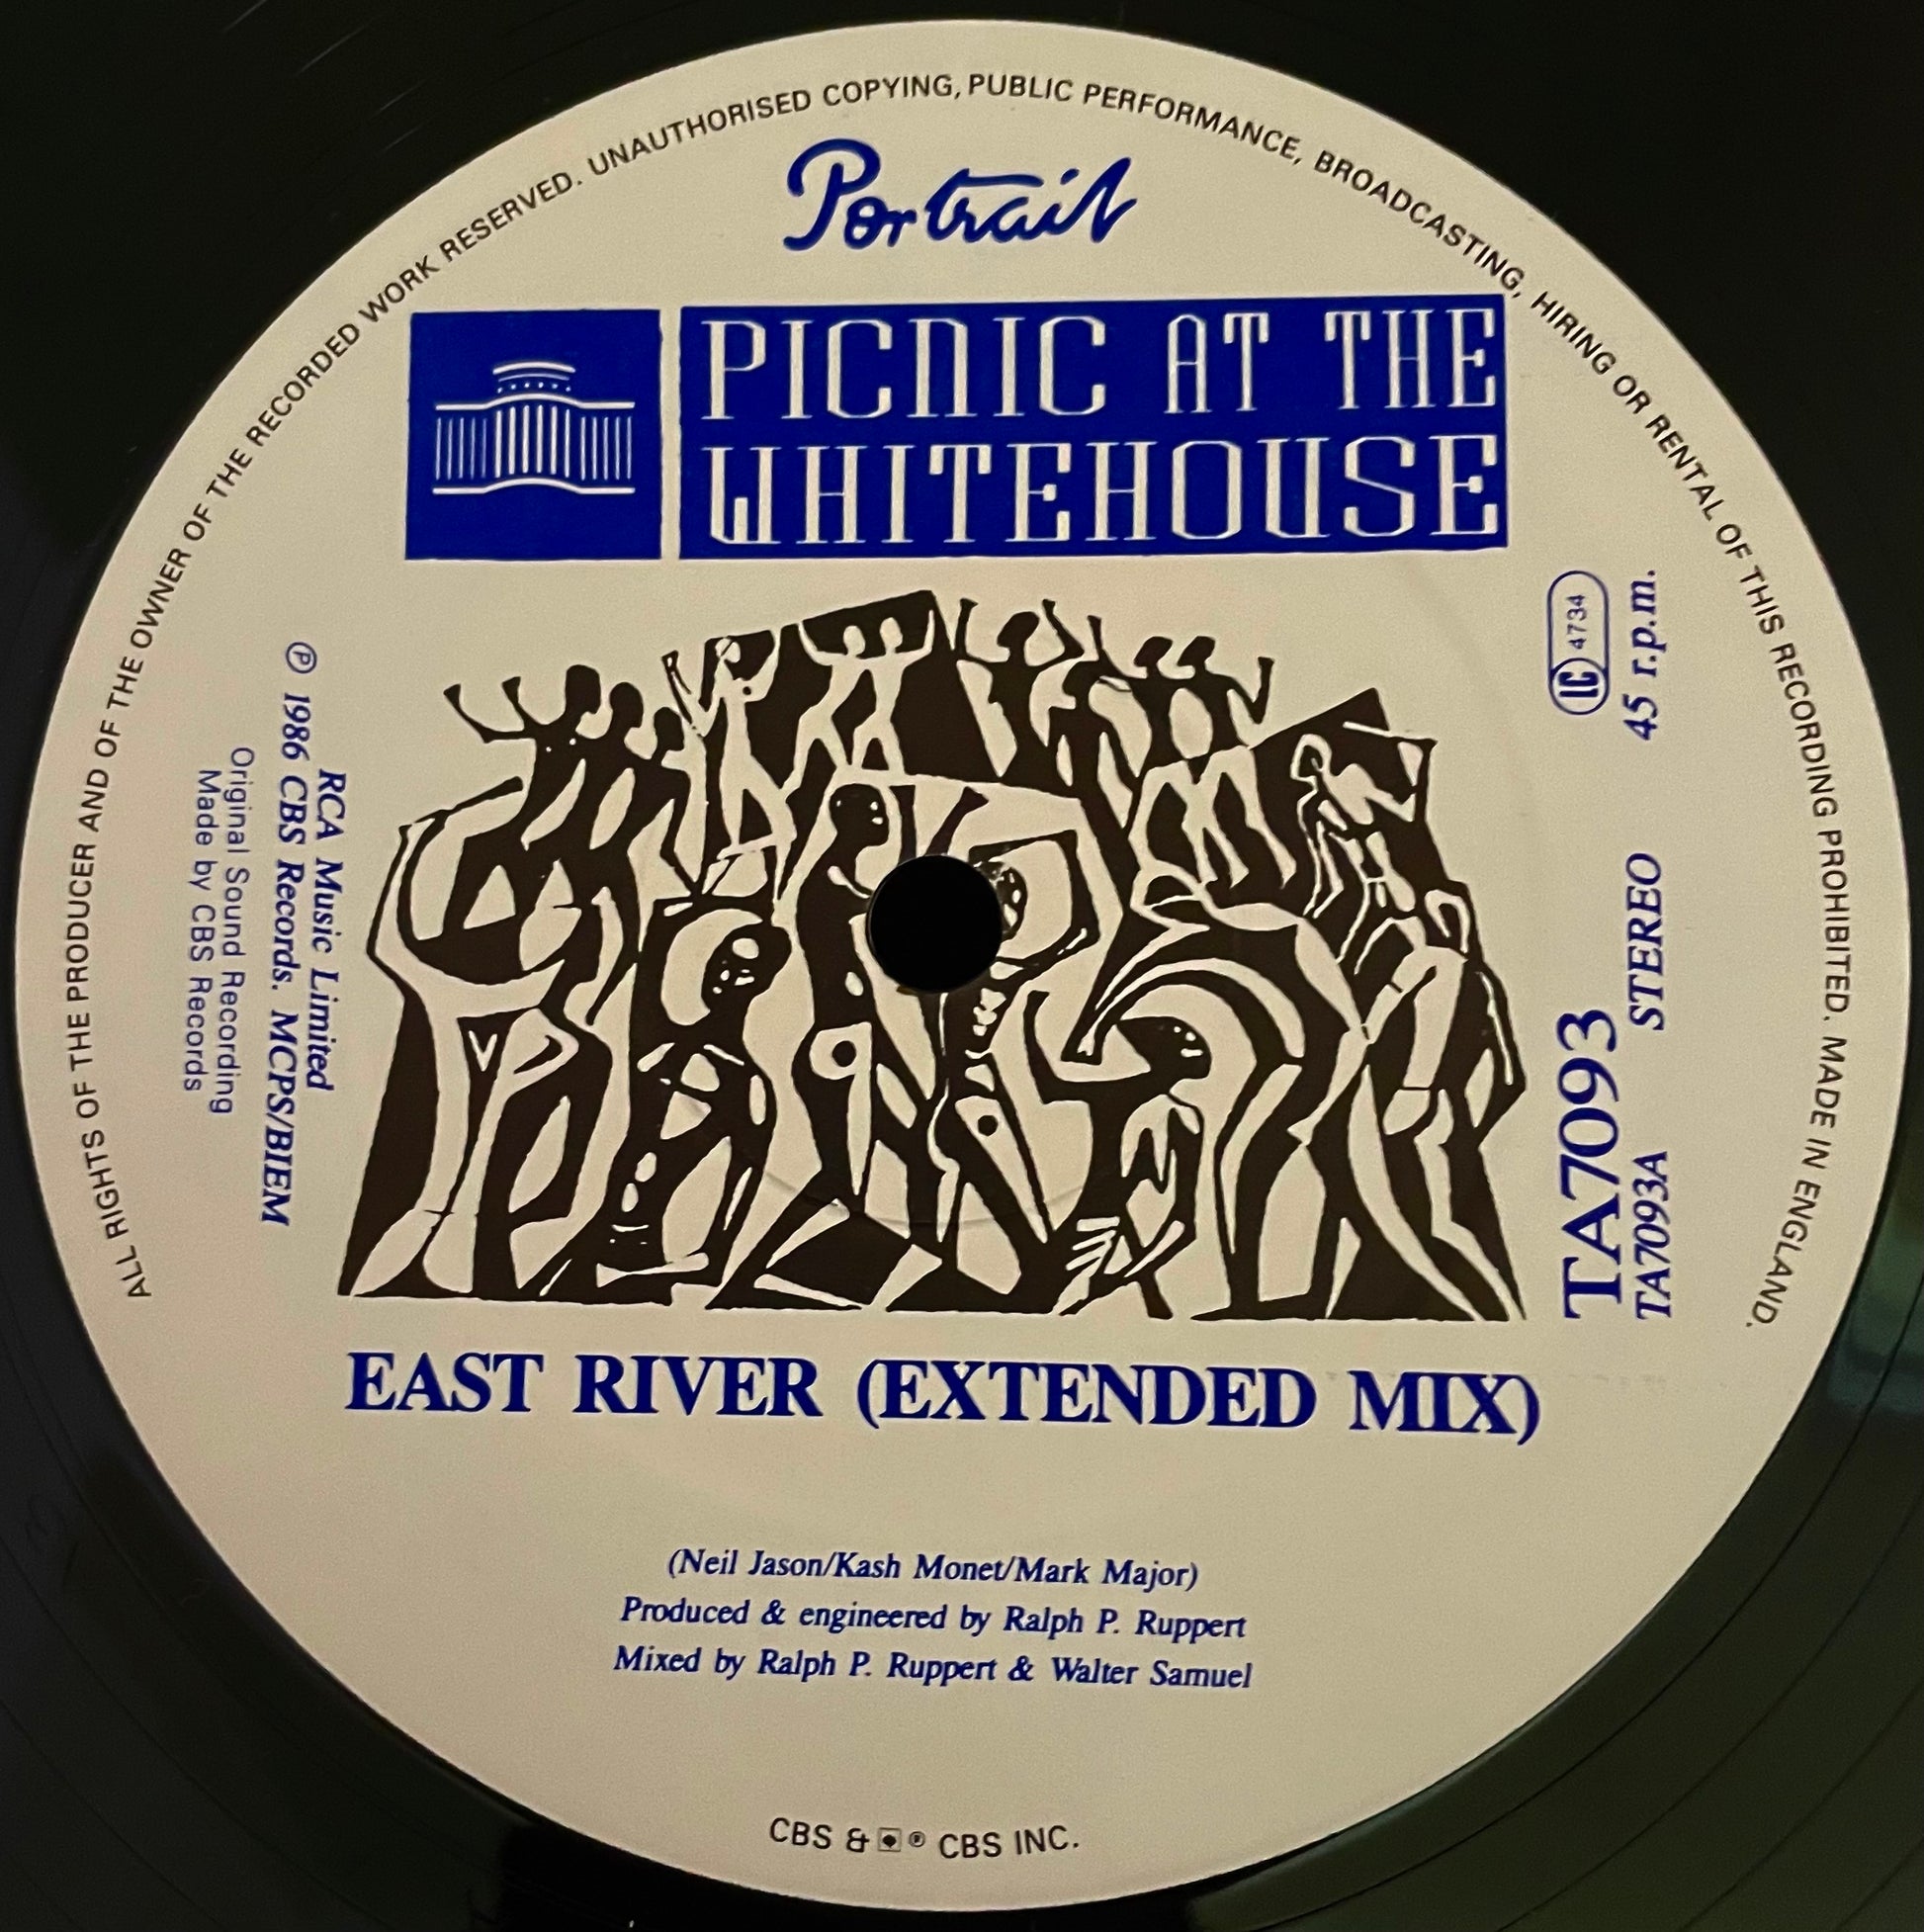 ALL RIGHTS OF THE PRODUCER AND OF THE OWNER OF THE RECORDED WORK RESERVED. UNAUTHORISED COPYING, PUBLIC PERFORMANCE, BROADCASTING, HIRING OR RENTAL OF THIS RECORDING PROHIBITED. MADE IN ENGLAND.
Portrait
PICNIC AT THE
WHITEHOUSE
RCA Music Limited
℗ 1986 CBS Records. MCPS/BIEM
Original Sound Recording
Made by CBS Records
LC 4734
45 r.p.m.
STEREO
TA7093
TA7093A
EAST RIVER (EXTENDED MIX)
(Neil Jason/Kash Monet/Mark Major)
Produced & engineered by Ralph P. Ruppert
Mixed by Ralph P. Ruppert & Walter Samuel
CBS & ® CBS INC.